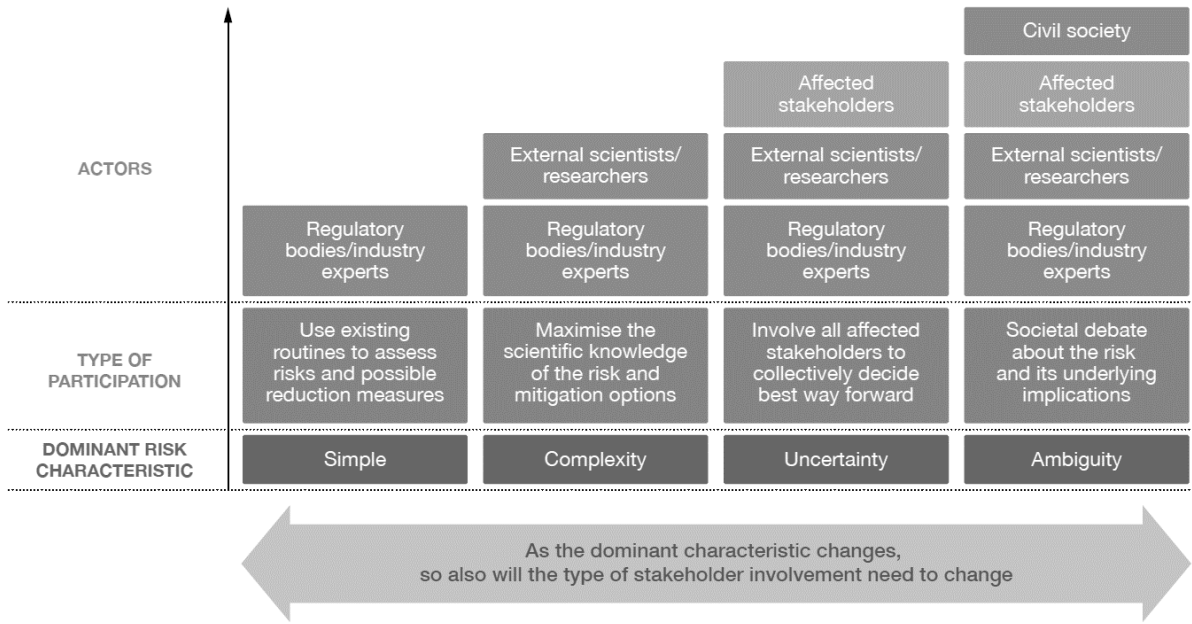 Civil society
Affected
stakeholders
Affected
stakeholders
ACTORS
External scientists/
researchers
External scientists/
researchers
External scientists/
researchers
Regulatory
bodies/industry
experts
Regulatory
bodies/industry
experts
Regulatory
bodies/industry
experts
Regulatory
bodies/industry
experts
TYPE OF
PARTICIPATION
Use existing
routines to assess
risks and possible
reduction measures
Maximise the
scientific knowledge
of the risk and
mitigation options
Involve all affected
stakeholders to
collectively decide
best way forward
Societal debate
about the risk
and its underlying
implications
DOMINANT RISK
CHARACTERISTIC
Simple
Complexity
Uncertainty
Ambiguity
As the dominant characteristic changes,
so also will the type of stakeholder involvement need to change